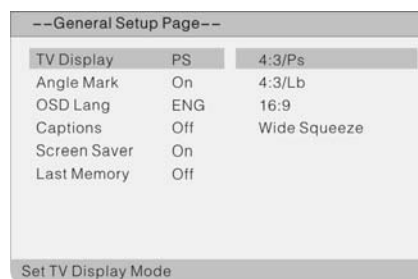 --General Setup Page--
TV Display PS 4:3/Ps
Angle Mark On 4:3/Lb
OSD Lang ENG 16:9
Captions Off Wide Squeeze
Screen Saver On
Last Memory Off
Set TV Display Mode